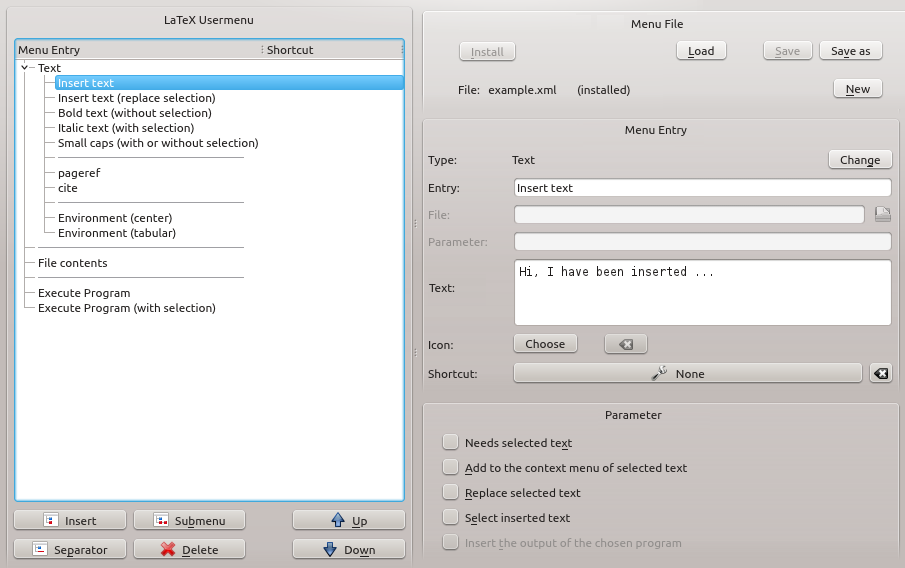 LaTeX Usermenu
Menu Entry Shortcut
Text
Insert text
Insert text (replace selection)
Bold text (without selection)
Italic text (with selection)
Small caps (with or without selection)
pageref
cite
Environment (center)
Environment (tabular)
File contents
Execute Program
Execute Program (with selection)
Insert Submenu Up
Separator Delete Down
Menu File
Install Load Save Save as
File: example.xml (installed) New
Menu Entry
Type: Text Change
Entry: Insert text
File:
Parameter:
Text: Hi, I have been inserted ...
Icon: Choose
Shortcut: None
Parameter
Needs selected text
Add to the context menu of selected text
Replace selected text
Select inserted text
Insert the output of the chosen program